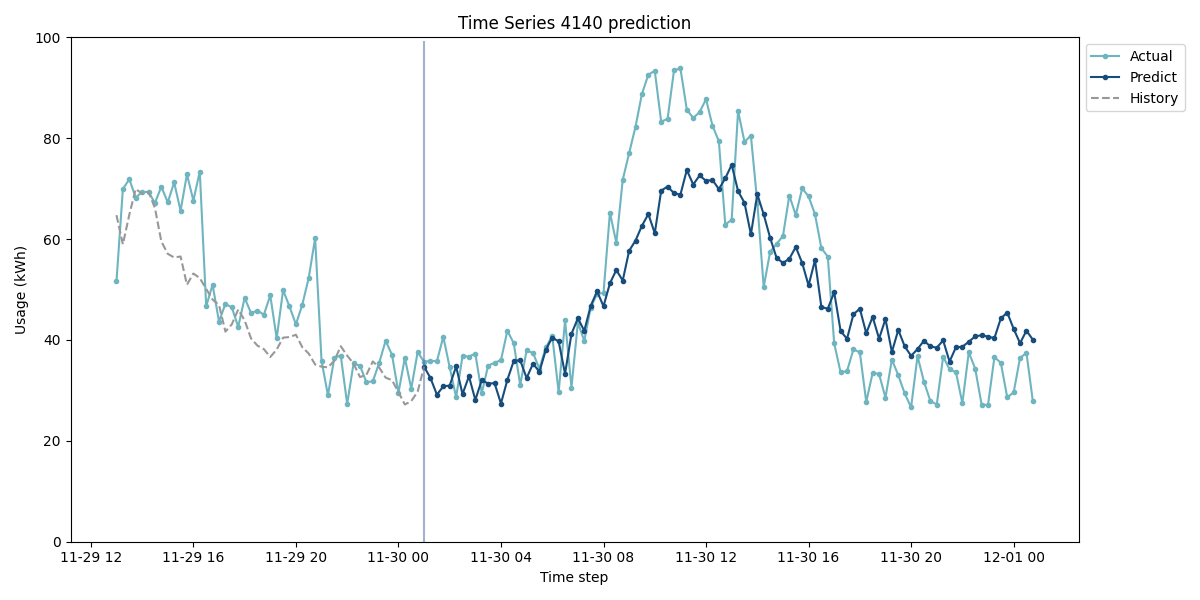 Time Series 4140 prediction
Actual
Predict
History
Usage (kWh)
100
80
60
40
20
0
11-29 12 11-29 16 11-29 20 11-30 00 11-30 04 11-30 08 11-30 12 11-30 16 11-30 20 12-01 00
Time step